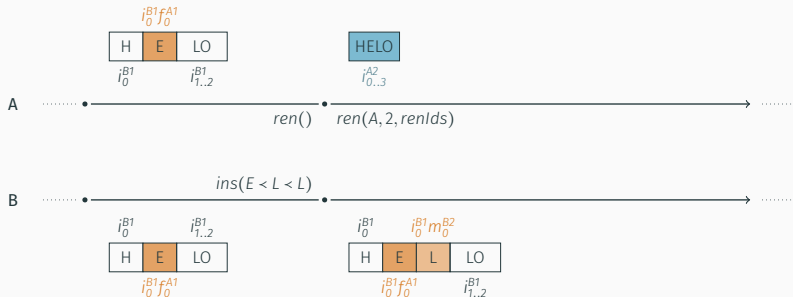 i₀ᴮ¹f₀ᴬ¹
H E LO HELO
i₀ᴮ¹ i₁..₂ᴮ¹ i₀..₃ᴬ²
A
ren() ren(A, 2, renIds)
ins(E < L < L)
B
i₀ᴮ¹ i₁..₂ᴮ¹ i₀ᴮ¹ i₀ᴮ¹m₀ᴮ²
H E LO H E L LO
i₀ᴮ¹f₀ᴬ¹ i₀ᴮ¹f₀ᴬ¹ i₁..₂ᴮ¹